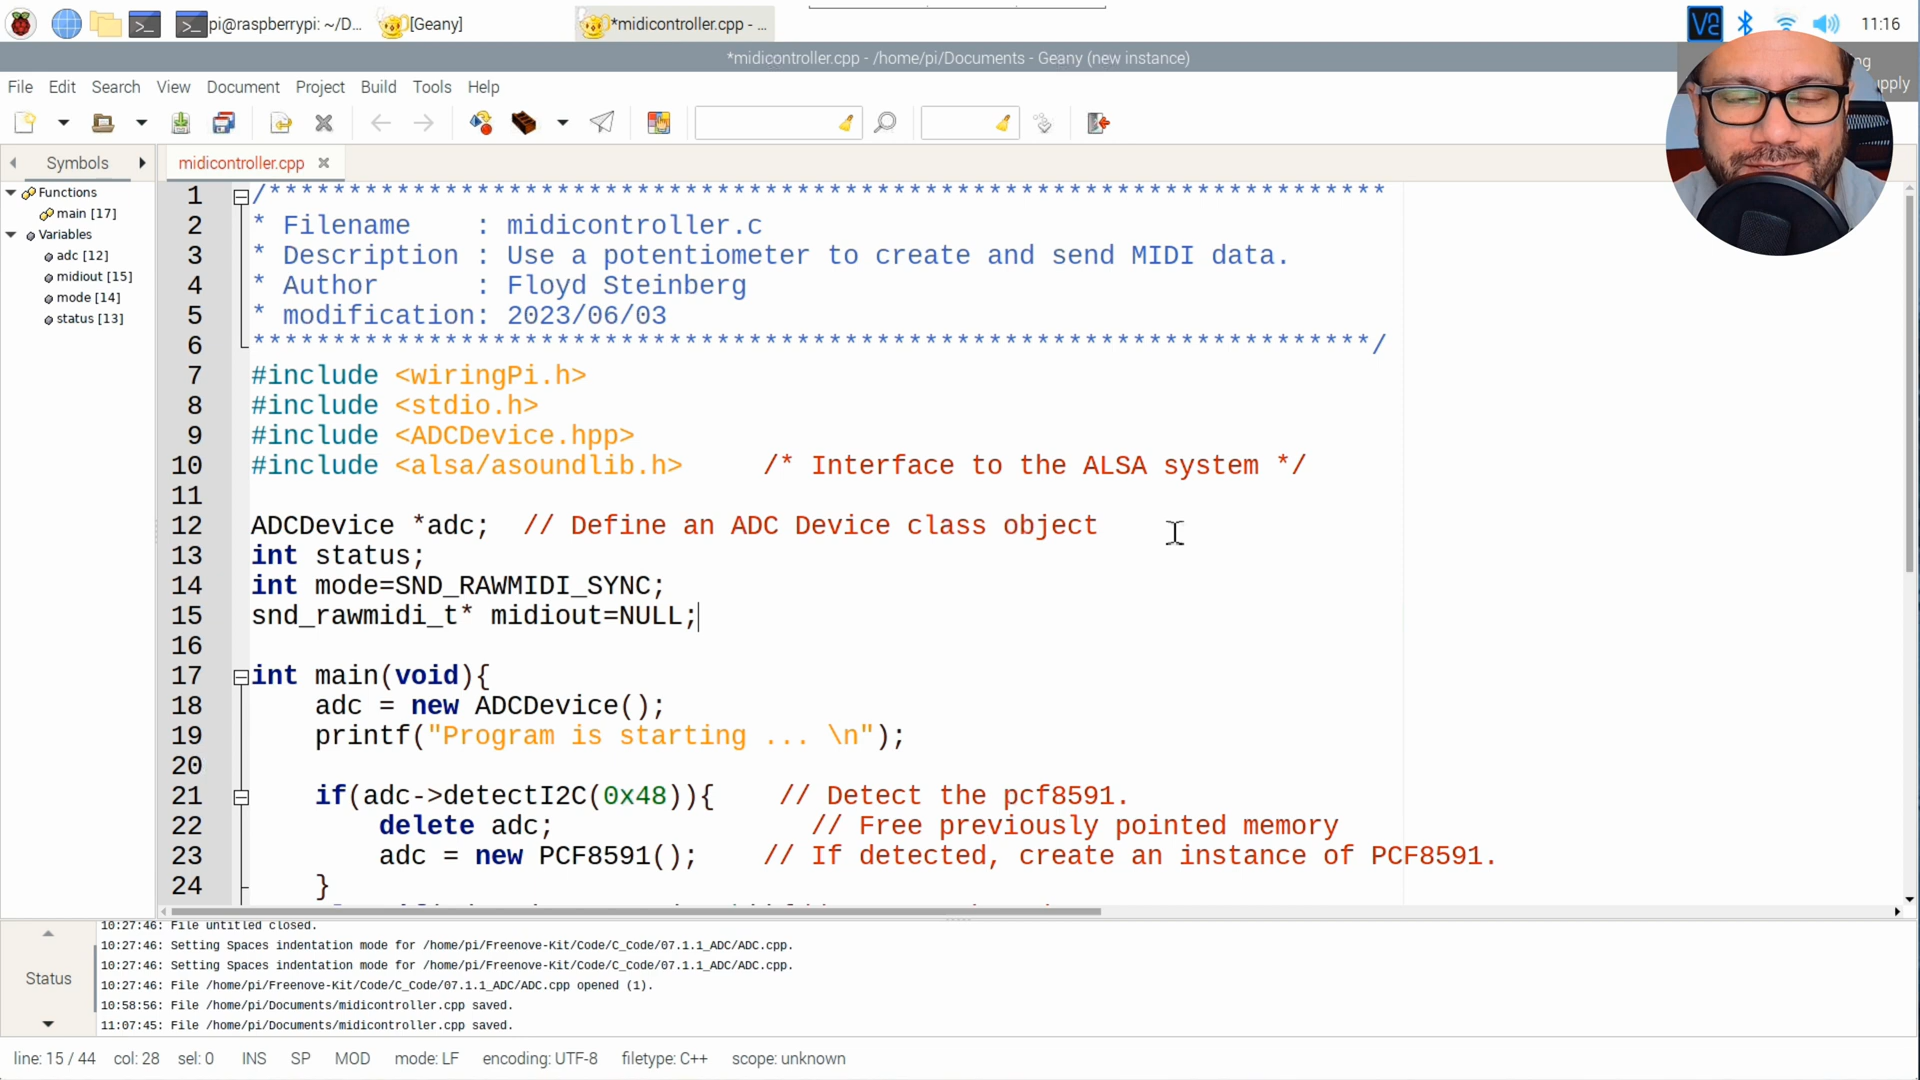 pi@raspberrypi: ~/D...
[Geany]
*midicontroller.cpp - ...
11:16
*midicontroller.cpp - /home/pi/Documents - Geany (new instance)
File Edit Search View Document Project Build Tools Help
Symbols
midicontroller.cpp
Functions
main [17]
Variables
adc [12]
midiout [15]
mode [14]
status [13]
1 /**********************************************************************
2 * Filename    : midicontroller.c
3 * Description : Use a potentiometer to create and send MIDI data.
4 * Author      : Floyd Steinberg
5 * modification: 2023/06/03
6 **********************************************************************/
7 #include <wiringPi.h>
8 #include <stdio.h>
9 #include <ADCDevice.hpp>
10 #include <alsa/asoundlib.h>     /* Interface to the ALSA system */
11
12 ADCDevice *adc;  // Define an ADC Device class object
13 int status;
14 int mode=SND_RAWMIDI_SYNC;
15 snd_rawmidi_t* midiout=NULL;
16
17 int main(void){
18     adc = new ADCDevice();
19     printf("Program is starting ... \n");
20
21     if(adc->detectI2C(0x48)){    // Detect the pcf8591.
22         delete adc;                // Free previously pointed memory
23         adc = new PCF8591();    // If detected, create an instance of PCF8591.
24     }
Status
10:27:46: File untitled closed.
10:27:46: Setting Spaces indentation mode for /home/pi/Freenove-Kit/Code/C_Code/07.1.1_ADC/ADC.cpp.
10:27:46: Setting Spaces indentation mode for /home/pi/Freenove-Kit/Code/C_Code/07.1.1_ADC/ADC.cpp.
10:27:46: File /home/pi/Freenove-Kit/Code/C_Code/07.1.1_ADC/ADC.cpp opened (1).
10:58:56: File /home/pi/Documents/midicontroller.cpp saved.
11:07:45: File /home/pi/Documents/midicontroller.cpp saved.
line: 15 / 44 col: 28 sel: 0 INS SP MOD mode: LF encoding: UTF-8 filetype: C++ scope: unknown